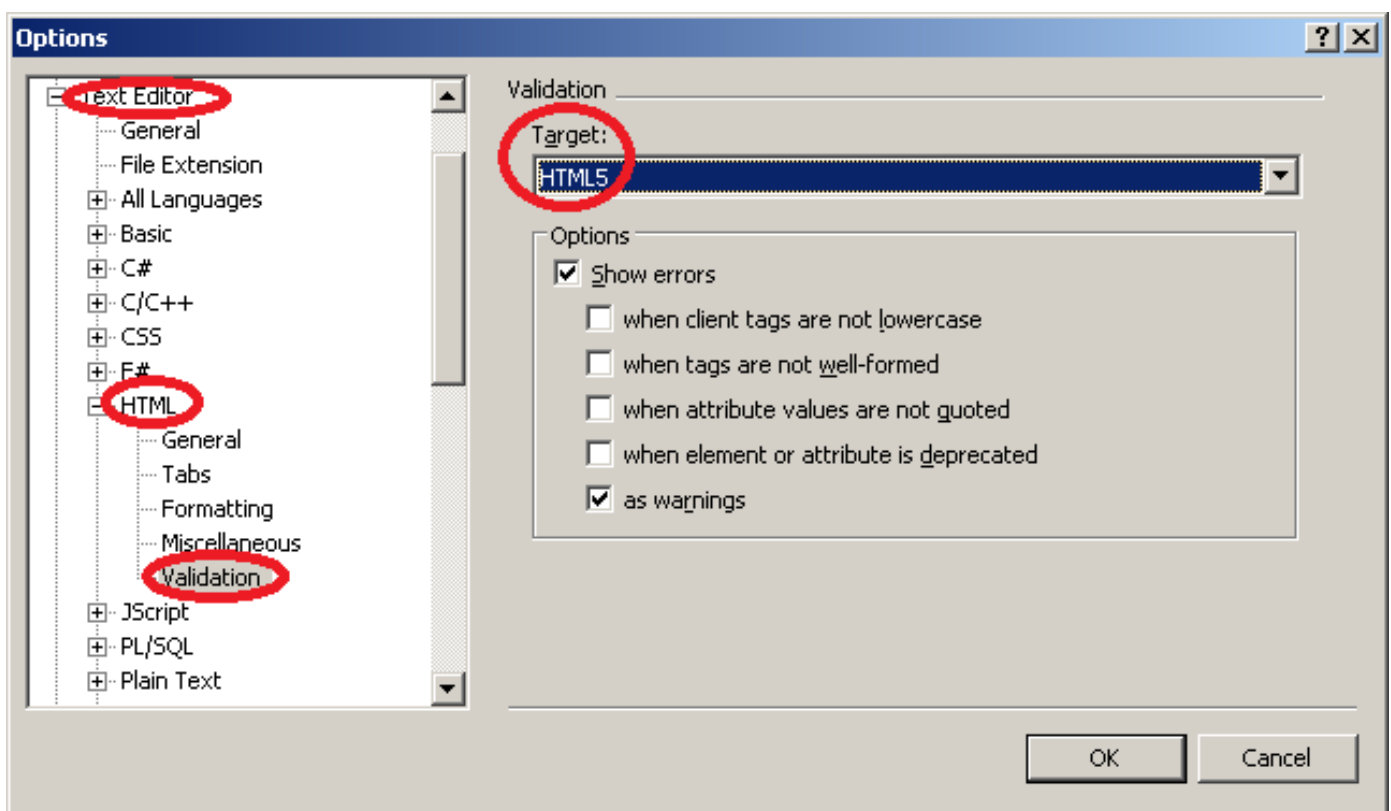 Options
Text Editor
General
File Extension
All Languages
Basic
C#
C/C++
CSS
F#
HTML
General
Tabs
Formatting
Miscellaneous
Validation
JScript
PL/SQL
Plain Text
Validation
Target:
HTML5
Options
Show errors
when client tags are not lowercase
when tags are not well-formed
when attribute values are not quoted
when element or attribute is deprecated
as warnings
OK
Cancel